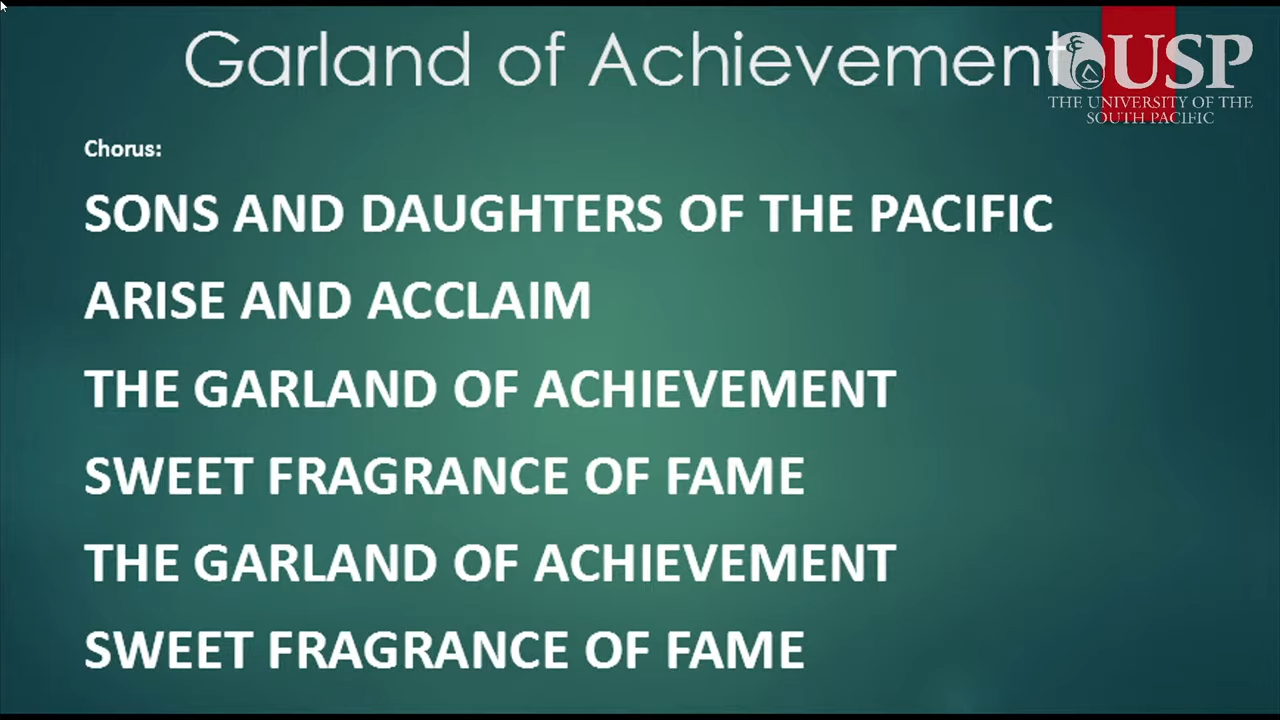 Garland of Achievement
USP
THE UNIVERSITY OF THE
SOUTH PACIFIC
Chorus:
SONS AND DAUGHTERS OF THE PACIFIC
ARISE AND ACCLAIM
THE GARLAND OF ACHIEVEMENT
SWEET FRAGRANCE OF FAME
THE GARLAND OF ACHIEVEMENT
SWEET FRAGRANCE OF FAME